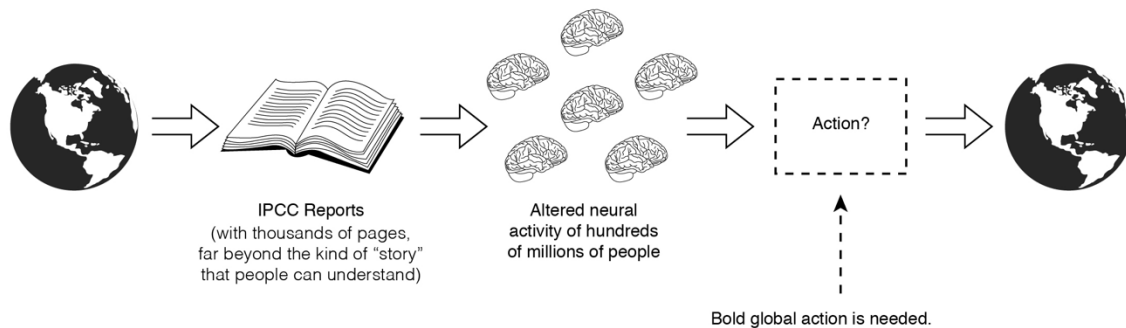 IPCC Reports
(with thousands of pages,
far beyond the kind of “story”
that people can understand)
Altered neural
activity of hundreds
of millions of people
Action?
Bold global action is needed.